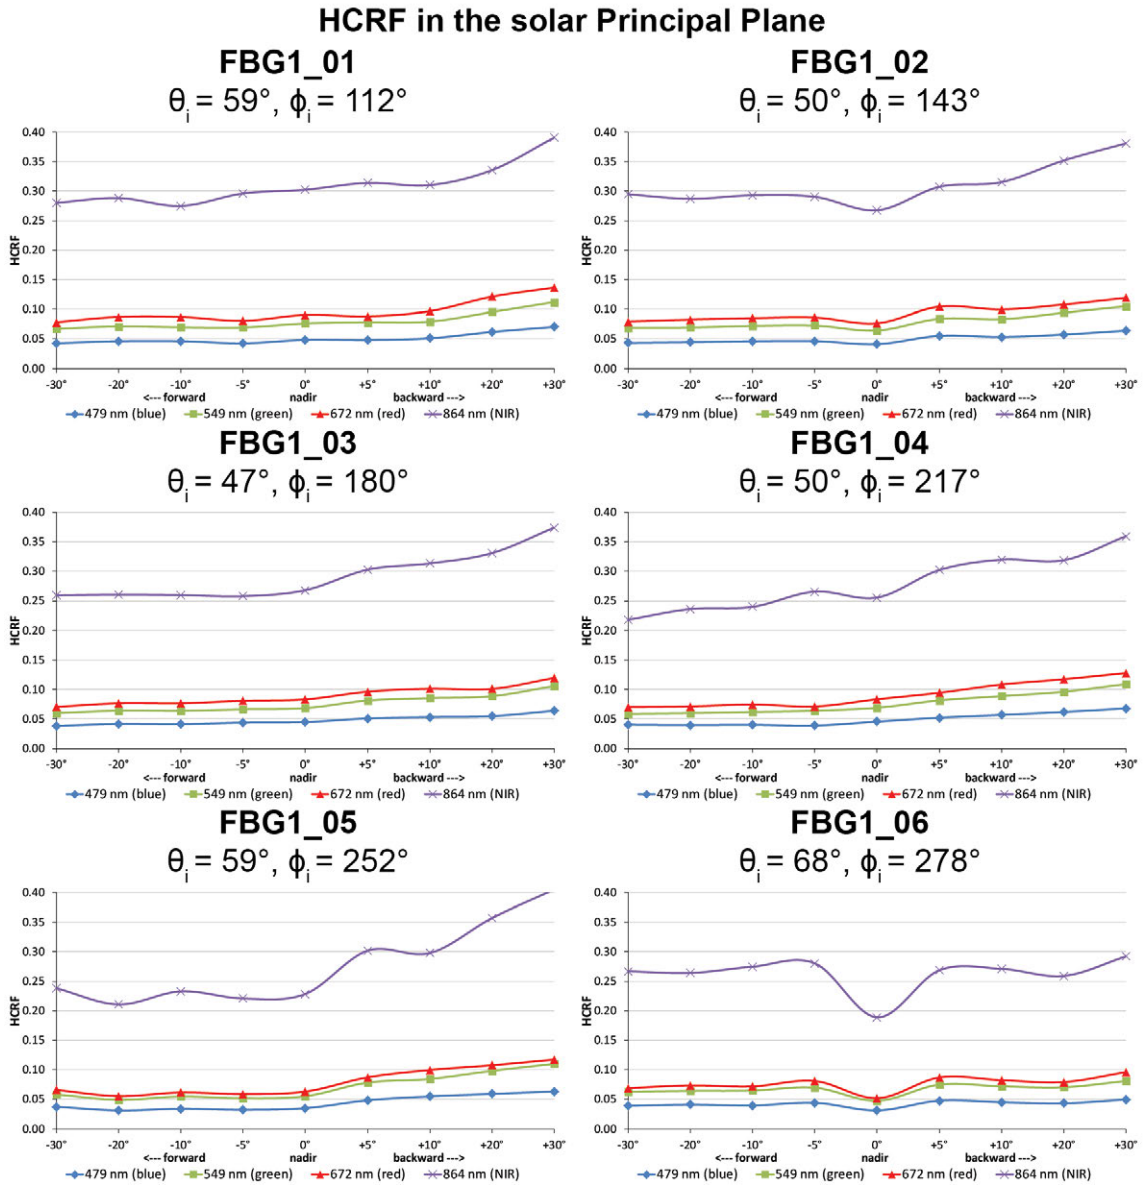 HCRF in the solar Principal Plane
FBG1_01
θi = 59°, ϕi = 112°
0.40
0.35
0.30
0.25
0.20
0.15
0.10
0.05
0.00
HCRF
-30° -20° -10° -5° 0° +5° +10° +20° +30°
<--- forward nadir backward --->
479 nm (blue) 549 nm (green) 672 nm (red) 864 nm (NIR)
FBG1_02
θi = 50°, ϕi = 143°
0.40
0.35
0.30
0.25
0.20
0.15
0.10
0.05
0.00
HCRF
-30° -20° -10° -5° 0° +5° +10° +20° +30°
<--- forward nadir backward --->
479 nm (blue) 549 nm (green) 672 nm (red) 864 nm (NIR)
FBG1_03
θi = 47°, ϕi = 180°
0.40
0.35
0.30
0.25
0.20
0.15
0.10
0.05
0.00
HCRF
-30° -20° -10° -5° 0° +5° +10° +20° +30°
<--- forward nadir backward --->
479 nm (blue) 549 nm (green) 672 nm (red) 864 nm (NIR)
FBG1_04
θi = 50°, ϕi = 217°
0.40
0.35
0.30
0.25
0.20
0.15
0.10
0.05
0.00
HCRF
-30° -20° -10° -5° 0° +5° +10° +20° +30°
<--- forward nadir backward --->
479 nm (blue) 549 nm (green) 672 nm (red) 864 nm (NIR)
FBG1_05
θi = 59°, ϕi = 252°
0.40
0.35
0.30
0.25
0.20
0.15
0.10
0.05
0.00
HCRF
-30° -20° -10° -5° 0° +5° +10° +20° +30°
<--- forward nadir backward --->
479 nm (blue) 549 nm (green) 672 nm (red) 864 nm (NIR)
FBG1_06
θi = 68°, ϕi = 278°
0.40
0.35
0.30
0.25
0.20
0.15
0.10
0.05
0.00
HCRF
-30° -20° -10° -5° 0° +5° +10° +20° +30°
<--- forward nadir backward --->
479 nm (blue) 549 nm (green) 672 nm (red) 864 nm (NIR)